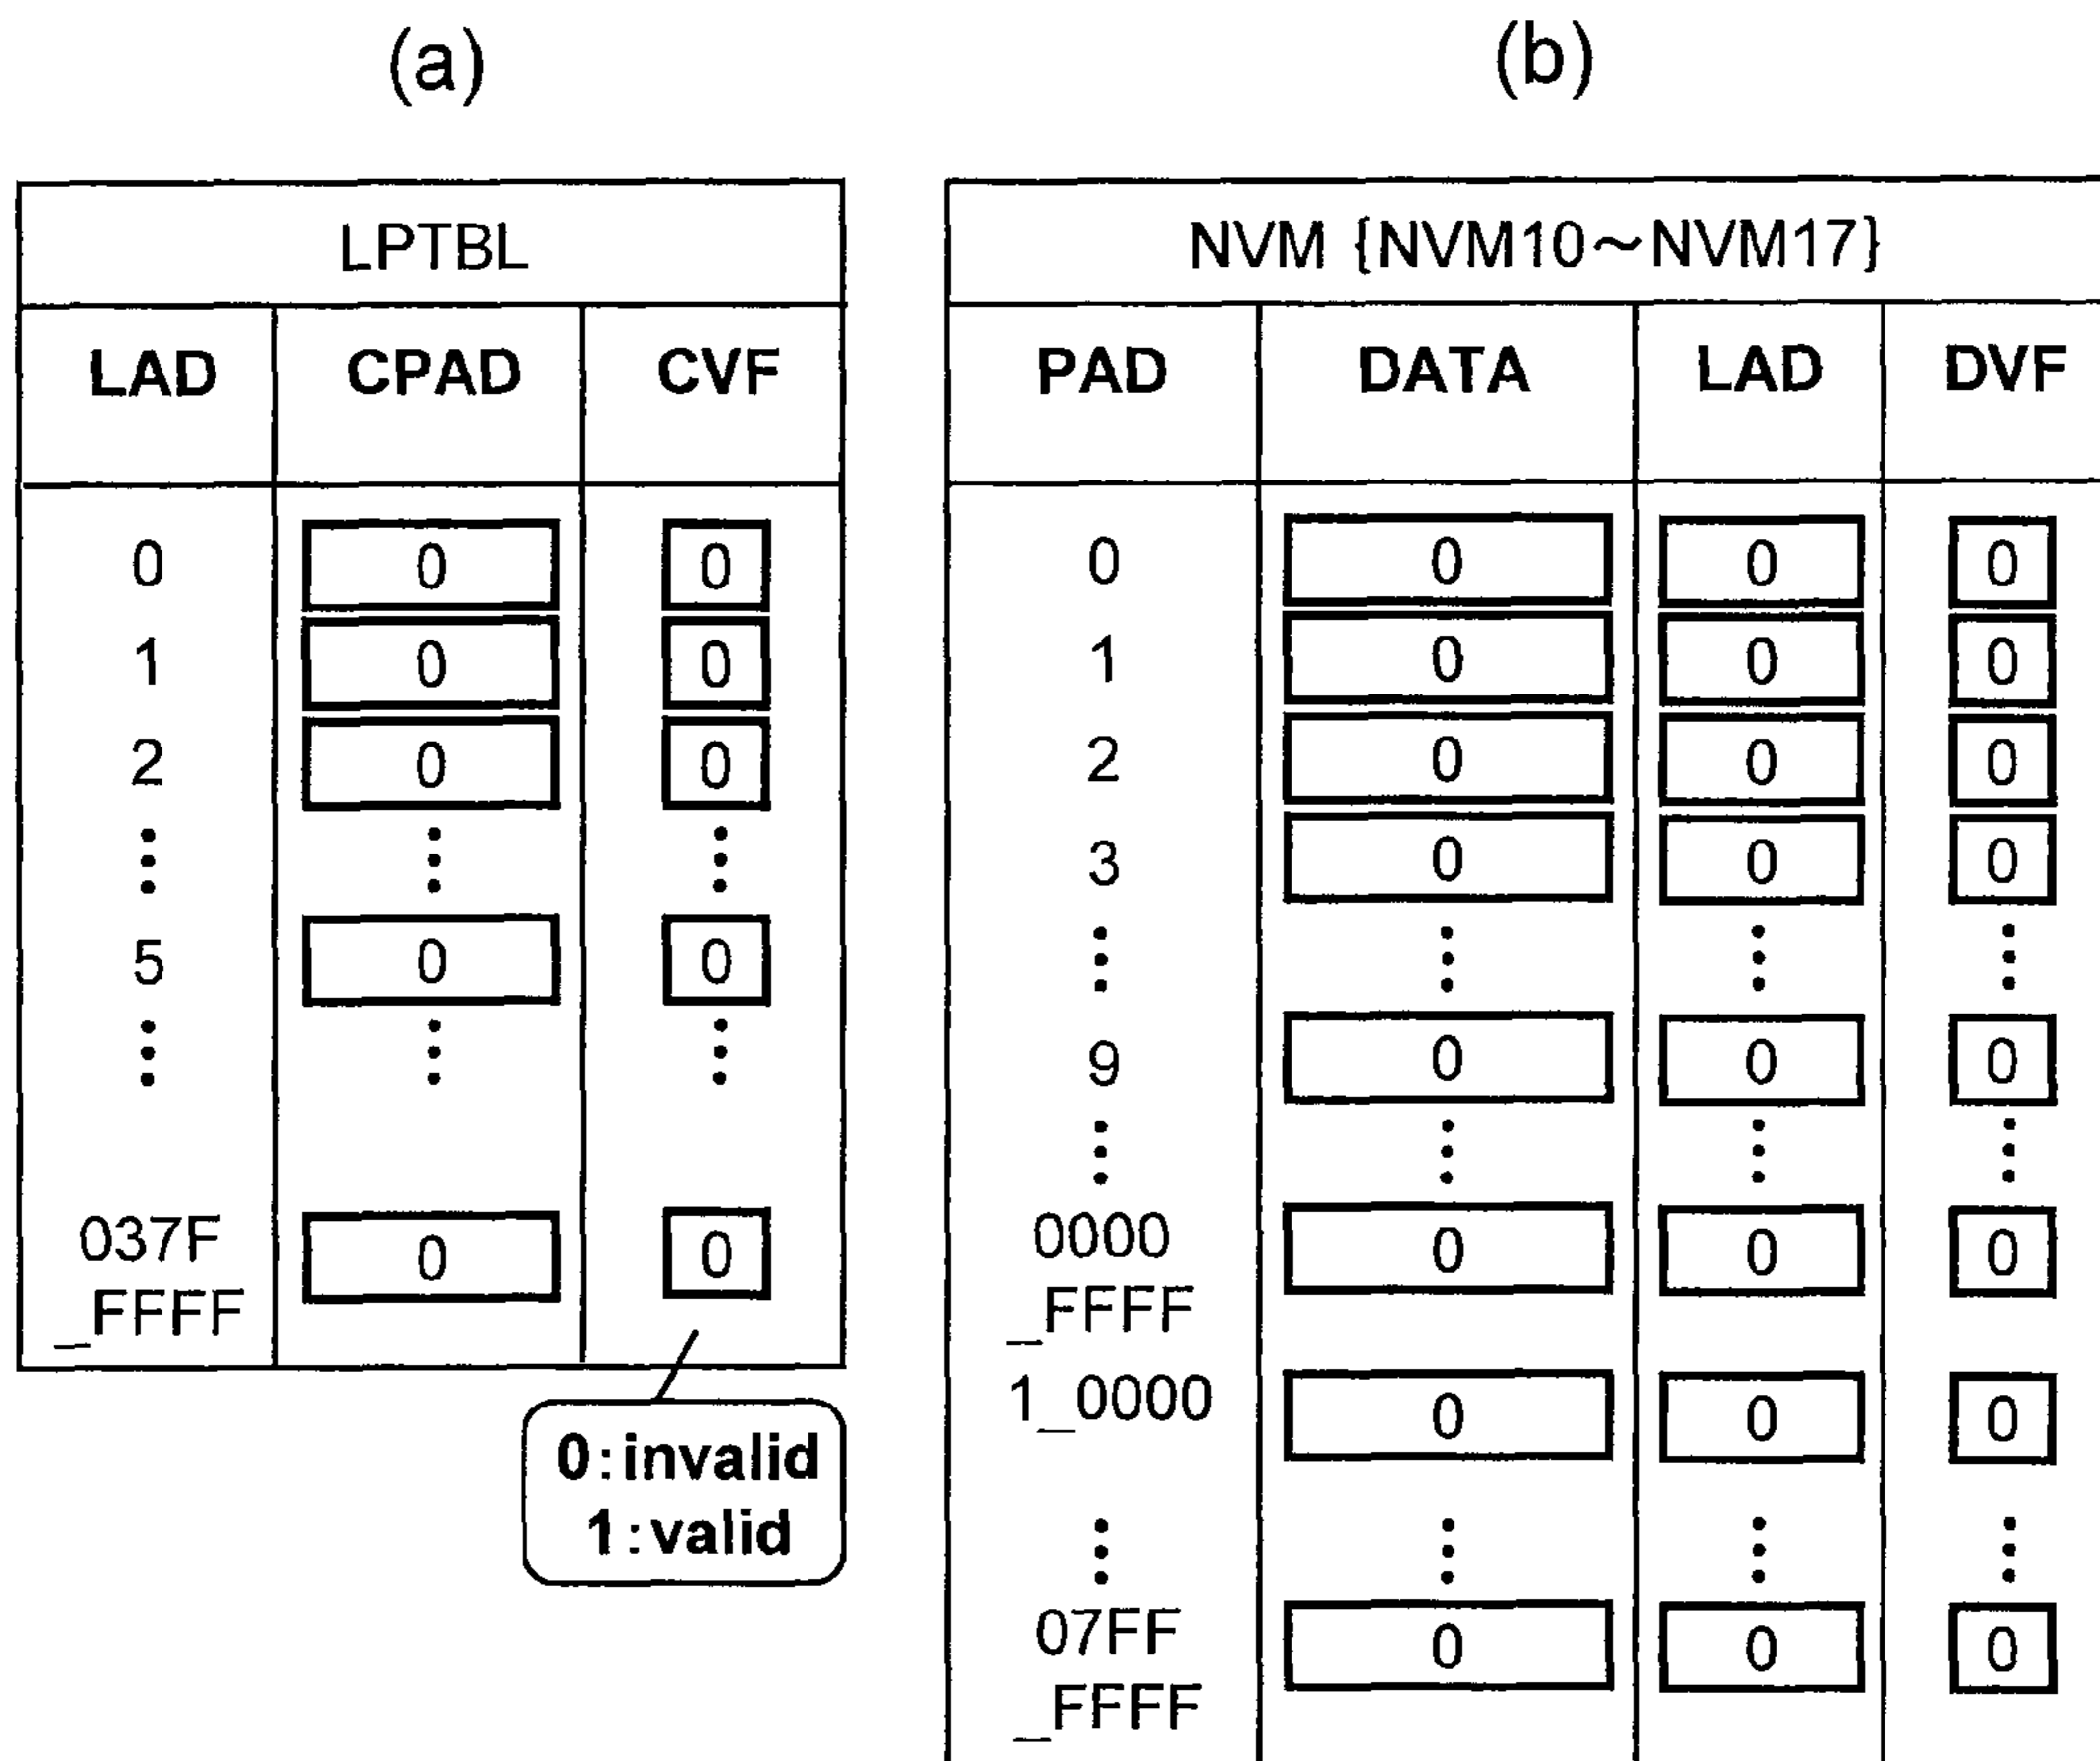 (a)
LPTBL
LAD CPAD CVF
0 0 0
1 0 0
2 0 0
⋮ ⋮ ⋮
5 0 0
⋮ ⋮ ⋮
037F 0 0
_FFFF
0:invalid
1:valid
(b)
NVM {NVM10~NVM17}
PAD DATA LAD DVF
0 0 0 0
1 0 0 0
2 0 0 0
3 0 0 0
⋮ ⋮ ⋮ ⋮
9 0 0 0
⋮ ⋮ ⋮ ⋮
0000 0 0 0
_FFFF
1_0000 0 0 0
⋮ ⋮ ⋮ ⋮
07FF 0 0 0
_FFFF